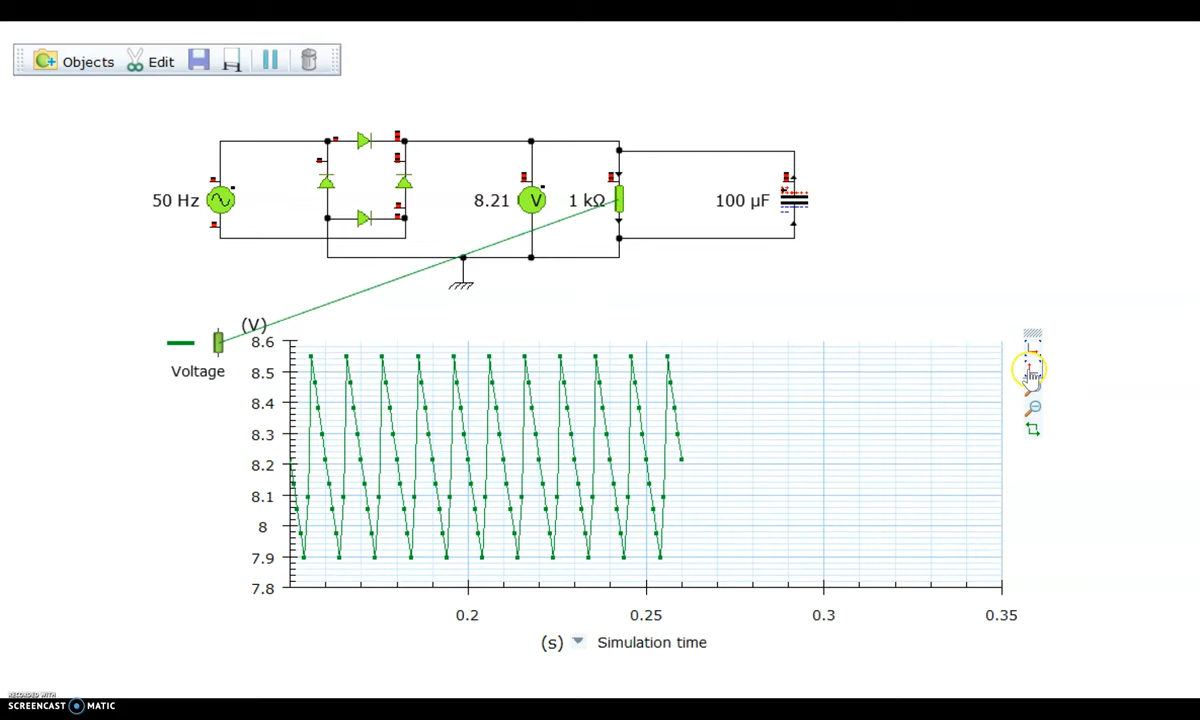 Objects Edit
50 Hz
8.21 V
1 kΩ
100 µF
(V)
Voltage
8.6
8.5
8.4
8.3
8.2
8.1
8
7.9
7.8
0.2 0.25 0.3 0.35
(s) Simulation time
RECORDED WITH
SCREENCAST MATIC